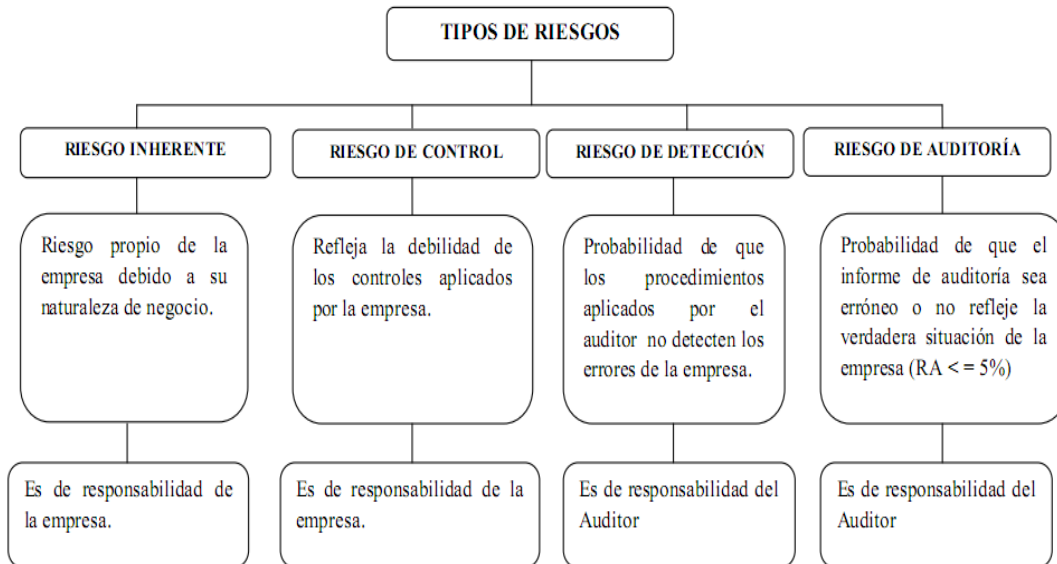 TIPOS DE RIESGOS
RIESGO INHERENTE
RIESGO DE CONTROL
RIESGO DE DETECCIÓN
RIESGO DE AUDITORÍA
Riesgo propio de la
empresa debido a su
naturaleza de negocio.
Refleja la debilidad de
los controles aplicados
por la empresa.
Probabilidad de que
los procedimientos
aplicados por el
auditor no detecten los
errores de la empresa.
Probabilidad de que el
informe de auditoría sea
erróneo o no refleje la
verdadera situación de la
empresa (RA < = 5%)
Es de responsabilidad de
la empresa.
Es de responsabilidad de la
empresa.
Es de responsabilidad del
Auditor
Es de responsabilidad del
Auditor